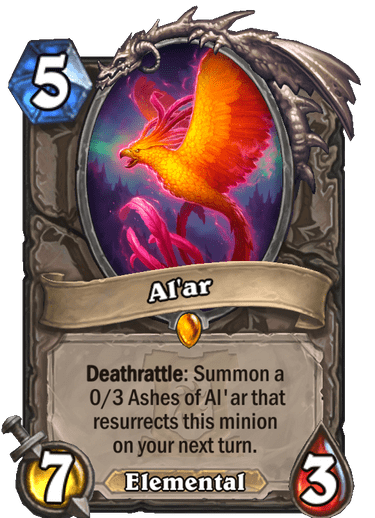 5
Al'ar
Deathrattle: Summon a
0/3 Ashes of Al'ar that
resurrects this minion
on your next turn.
7
Elemental
3